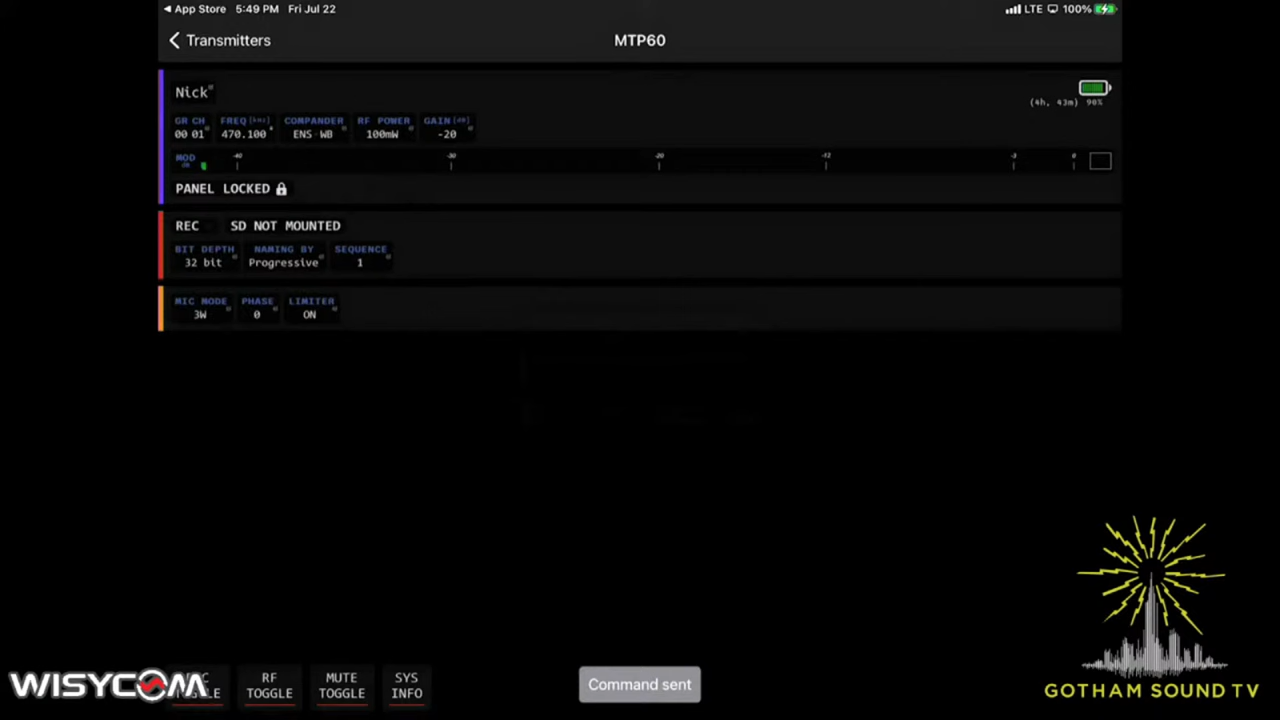 App Store 5:49 PM Fri Jul 22
LTE 100%
Transmitters
MTP60
Nick
(4h, 43m) 90%
GR CH FREQ COMPANDER RF POWER GAIN
00 01 470.100 ENS-WB 100mW -20
MOD
-40 -30 -20 -12 -3 0
PANEL LOCKED
REC SD NOT MOUNTED
BIT DEPTH NAMING BY SEQUENCE
32 bit Progressive 1
MIC MODE PHASE LIMITER
3W 0 ON
WISYCOM
RF TOGGLE
MUTE TOGGLE
SYS INFO
Command sent
GOTHAM SOUND TV